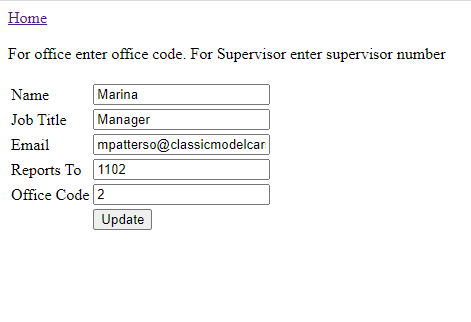 Home
For office enter office code. For Supervisor enter supervisor number
Name Marina
Job Title Manager
Email mpatterso@classicmodelcar
Reports To 1102
Office Code 2
Update